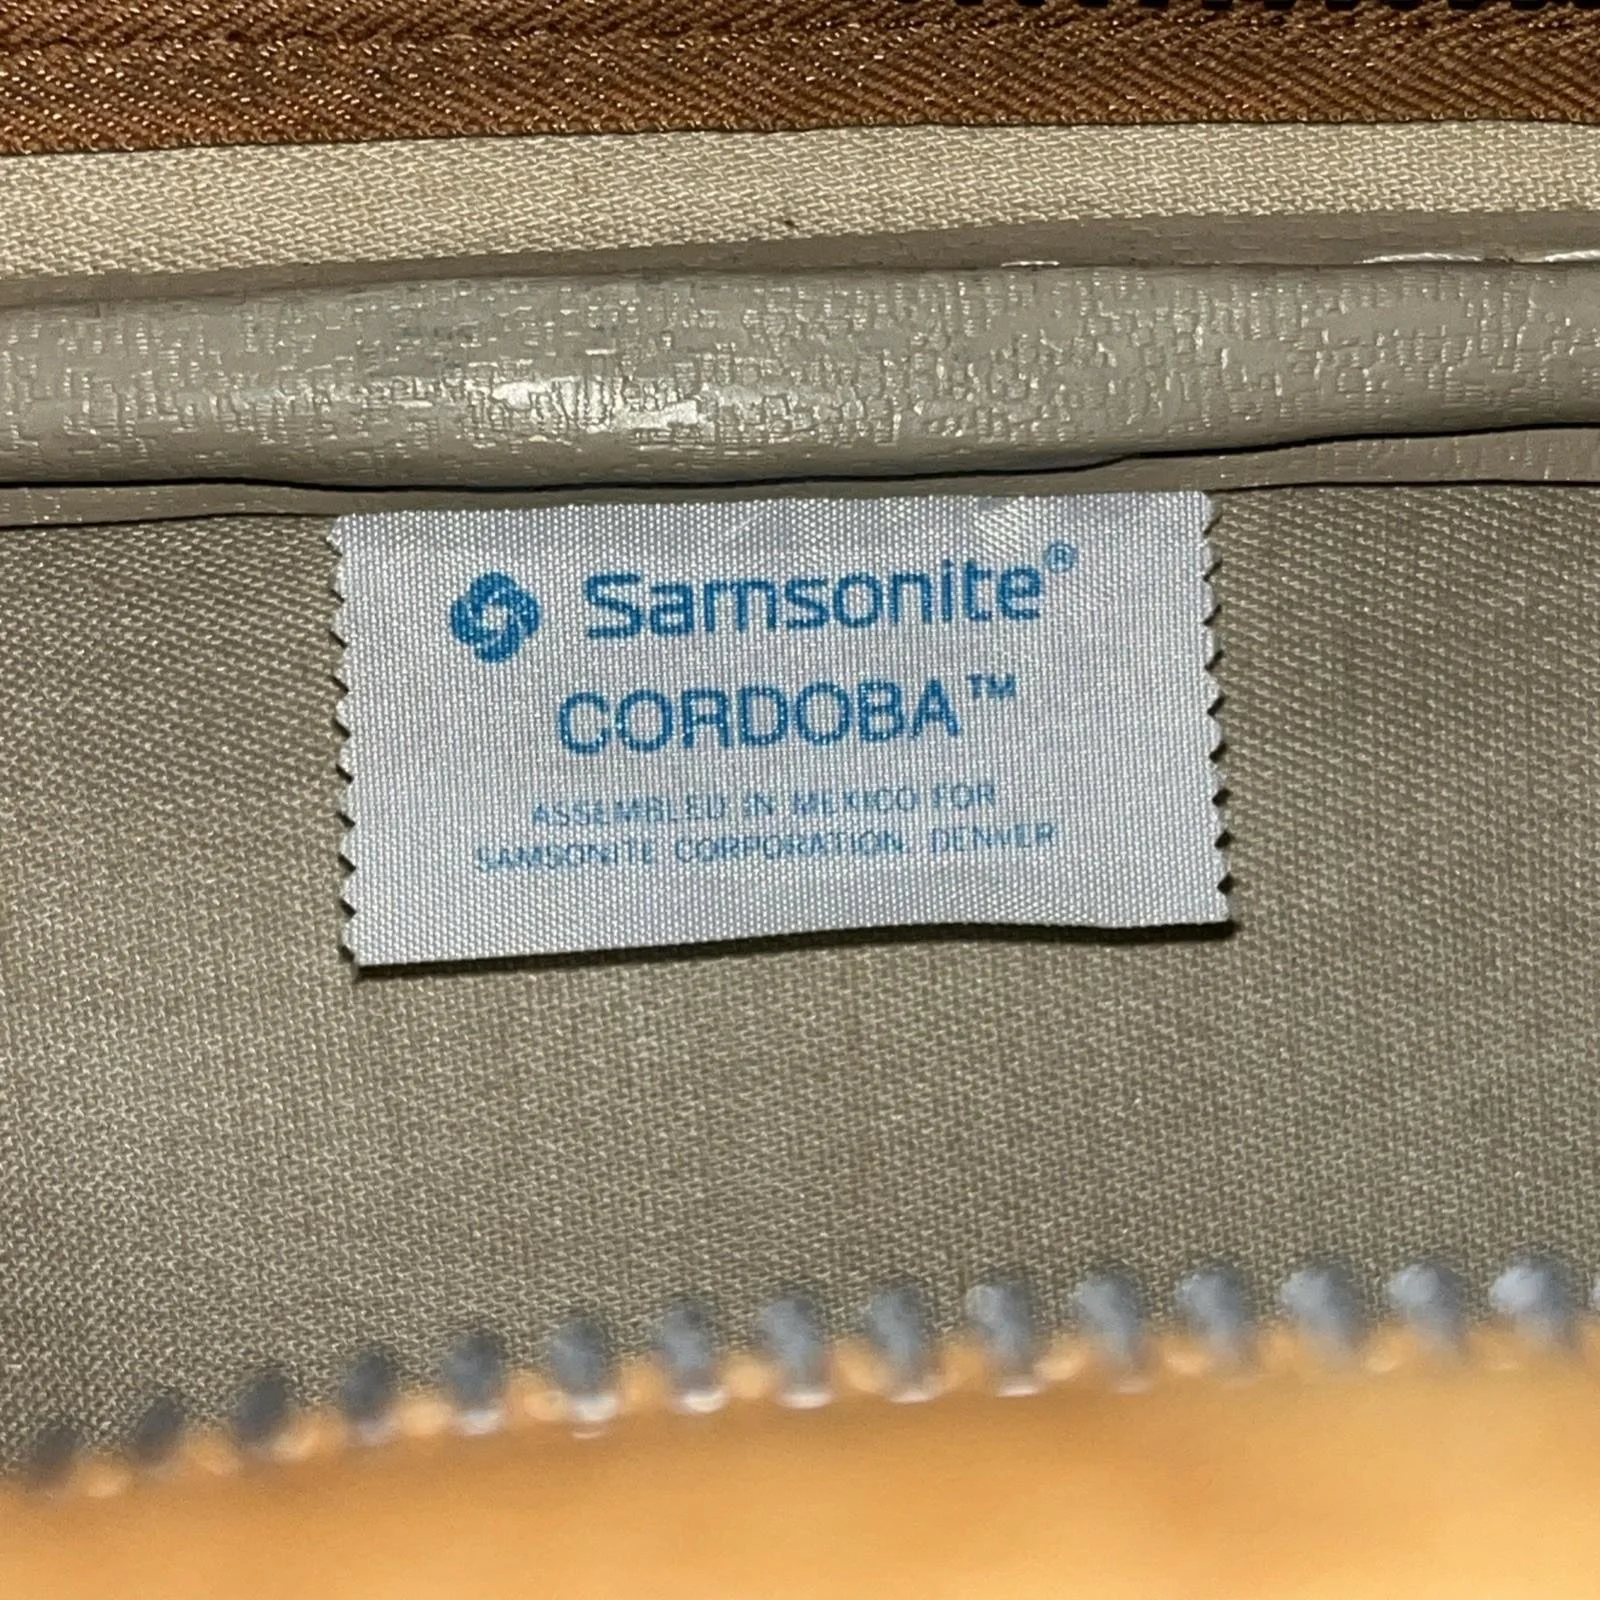 Samsonite®
CORDOBA™
ASSEMBLED IN MEXICO FOR
SAMSONITE CORPORATION, DENVER